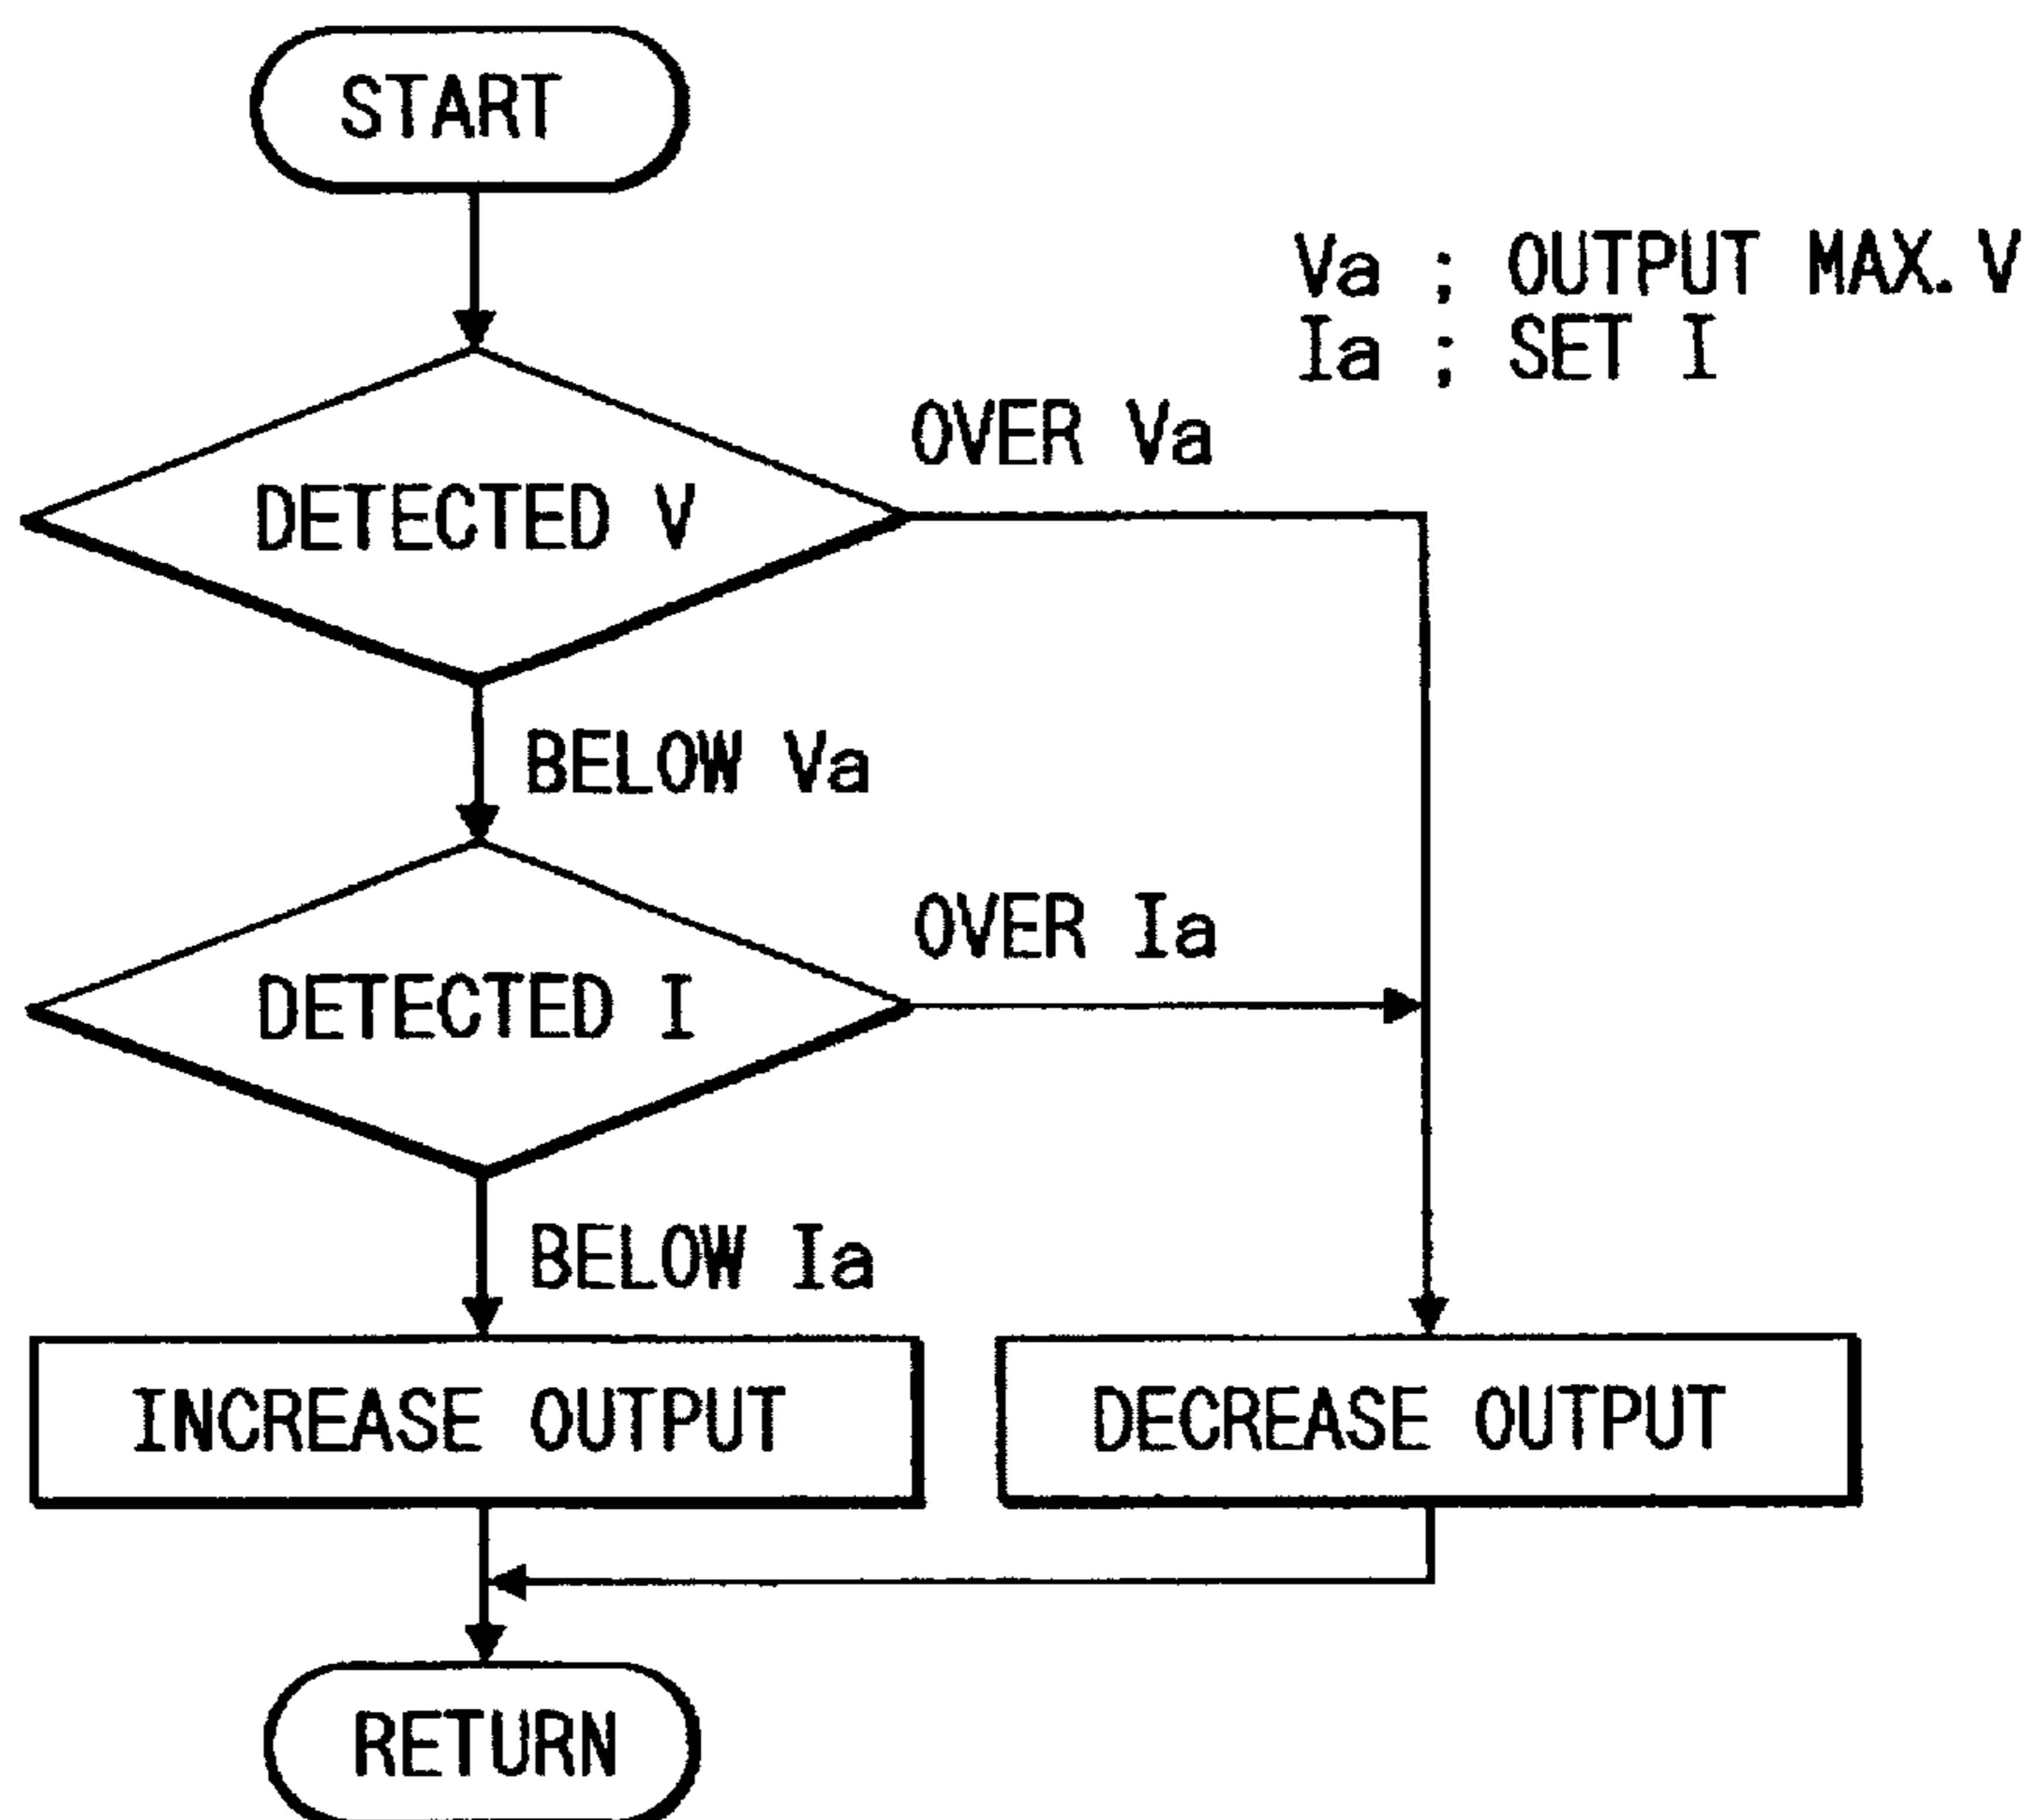 START
Va ; OUTPUT MAX. V
Ia ; SET I
OVER Va
DETECTED V
BELOW Va
OVER Ia
DETECTED I
BELOW Ia
INCREASE OUTPUT
DECREASE OUTPUT
RETURN